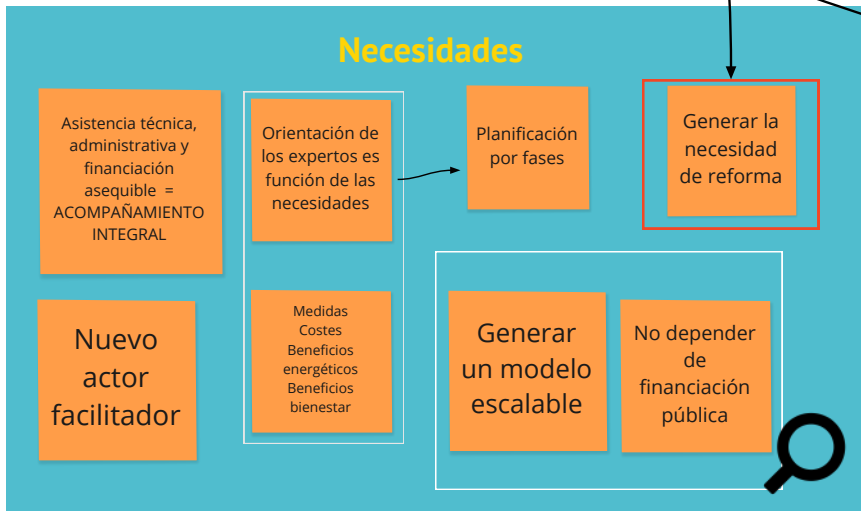 Necesidades
Asistencia técnica,
administrativa y
financiación
asequible =
ACOMPAÑAMIENTO
INTEGRAL
Orientación de
los expertos es
función de las
necesidades
Planificación
por fases
Generar la
necesidad
de reforma
Nuevo
actor
facilitador
Medidas
Costes
Beneficios
energéticos
Beneficios
bienestar
Generar
un modelo
escalable
No depender
de
financiación
pública